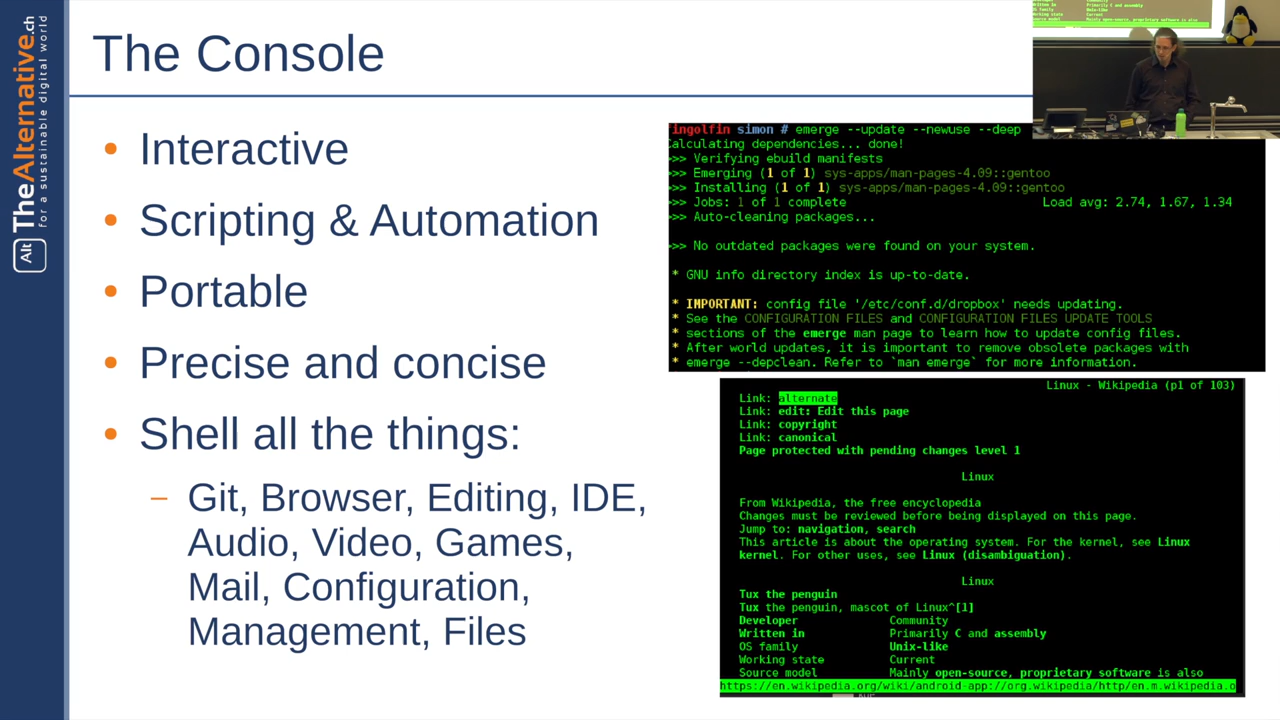 TheAlternative.ch
for a sustainable digital world
Alt
The Console
Interactive
Scripting & Automation
Portable
Precise and concise
Shell all the things:
– Git, Browser, Editing, IDE,
Audio, Video, Games,
Mail, Configuration,
Management, Files
ingolfin simon # emerge --update --newuse --deep
Calculating dependencies... done!
>>> Verifying ebuild manifests
>>> Emerging (1 of 1) sys-apps/man-pages-4.09::gentoo
>>> Installing (1 of 1) sys-apps/man-pages-4.09::gentoo
>>> Jobs: 1 of 1 complete Load avg: 2.74, 1.67, 1.34
>>> Auto-cleaning packages...
>>> No outdated packages were found on your system.
* GNU info directory index is up-to-date.
* IMPORTANT: config file '/etc/conf.d/dropbox' needs updating.
* See the CONFIGURATION FILES and CONFIGURATION FILES UPDATE TOOLS
* sections of the emerge man page to learn how to update config files.
* After world updates, it is important to remove obsolete packages with
* emerge --depclean. Refer to `man emerge` for more information.
Linux - Wikipedia (p1 of 103)
Link: alternate
Link: edit: Edit this page
Link: copyright
Link: canonical
Page protected with pending changes level 1
Linux
From Wikipedia, the free encyclopedia
Changes must be reviewed before being displayed on this page.
Jump to: navigation, search
This article is about the operating system. For the kernel, see Linux
kernel. For other uses, see Linux (disambiguation).
Linux
Tux the penguin
Tux the penguin, mascot of Linux^[1]
Developer Community
Written in Primarily C and assembly
OS family Unix-like
Working state Current
Source model Mainly open-source, proprietary software is also
https://en.wikipedia.org/wiki/android-app://org.wikipedia/http/en.m.wikipedia.o